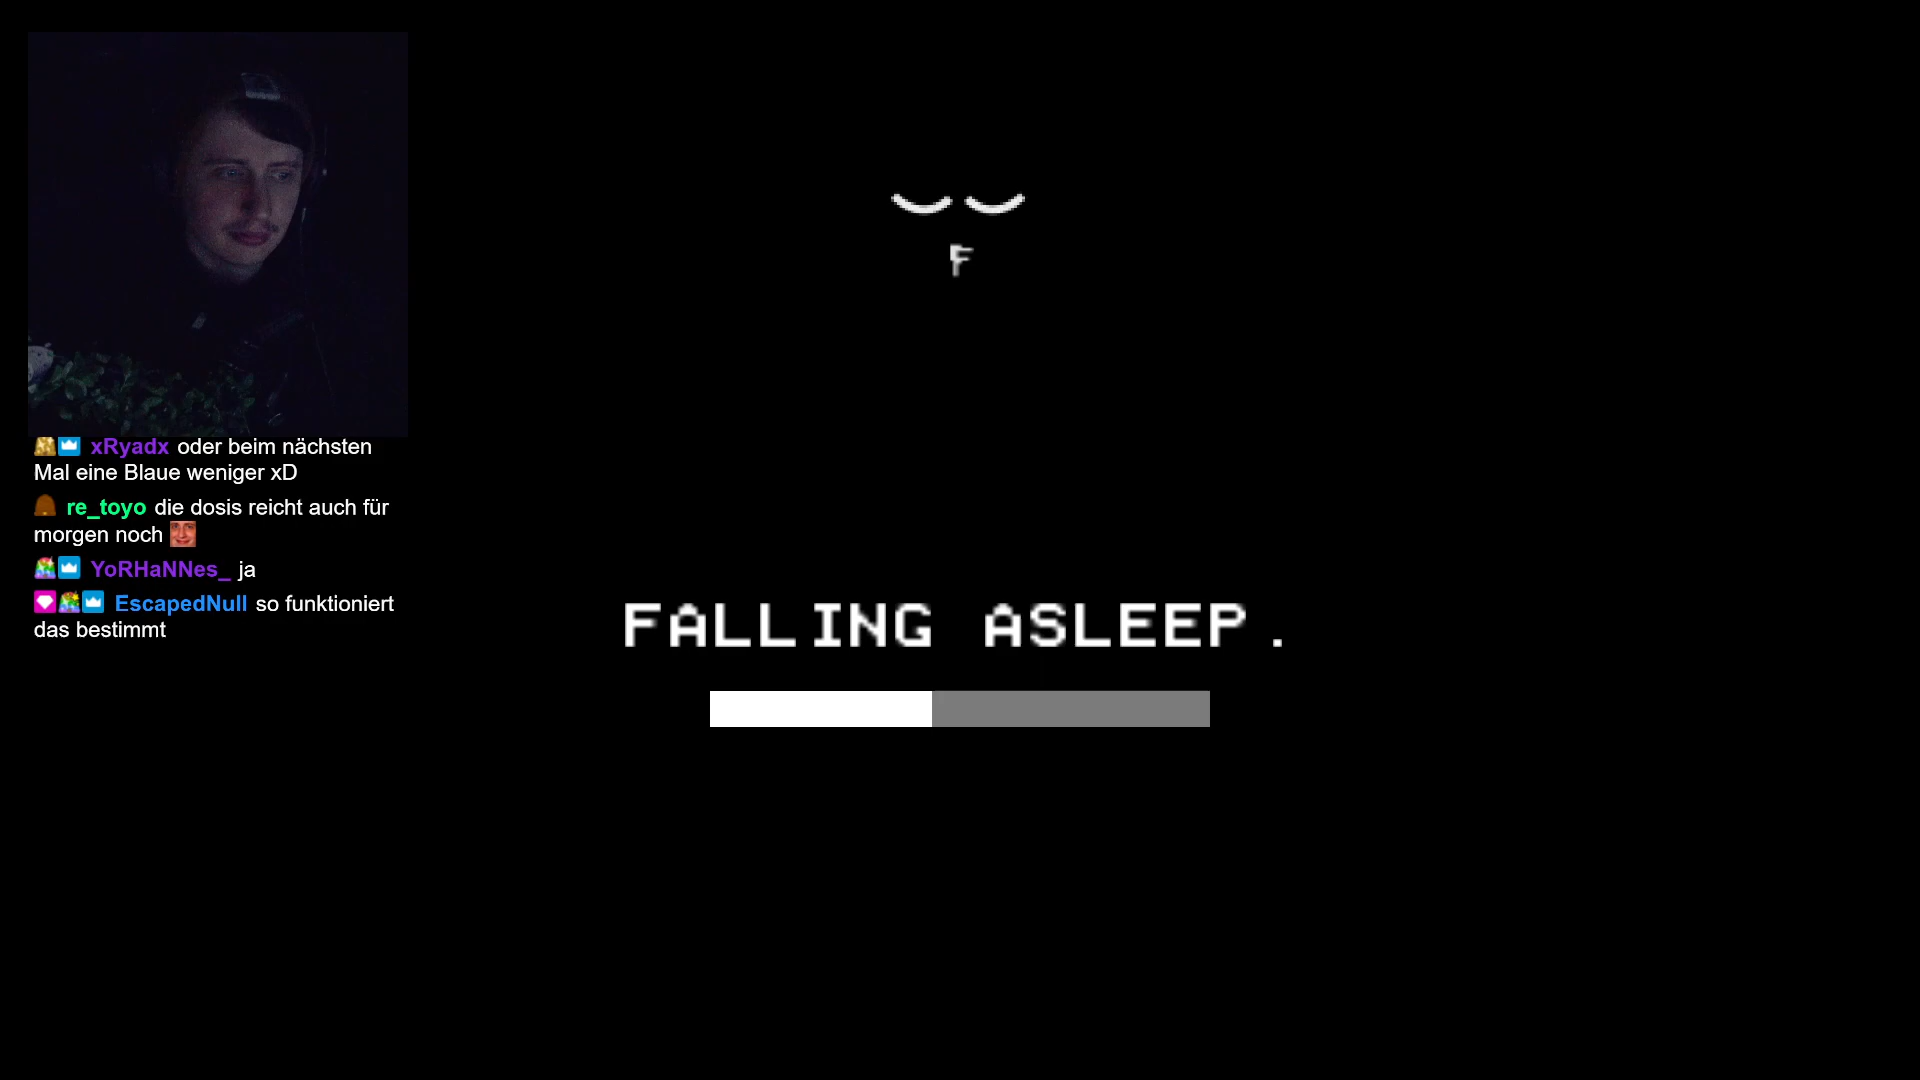 xRyadx oder beim nächsten
Mal eine Blaue weniger xD
re_toyo die dosis reicht auch für
morgen noch
YoRHaNNes_ ja
EscapedNull so funktioniert
das bestimmt
F
FALLING ASLEEP.